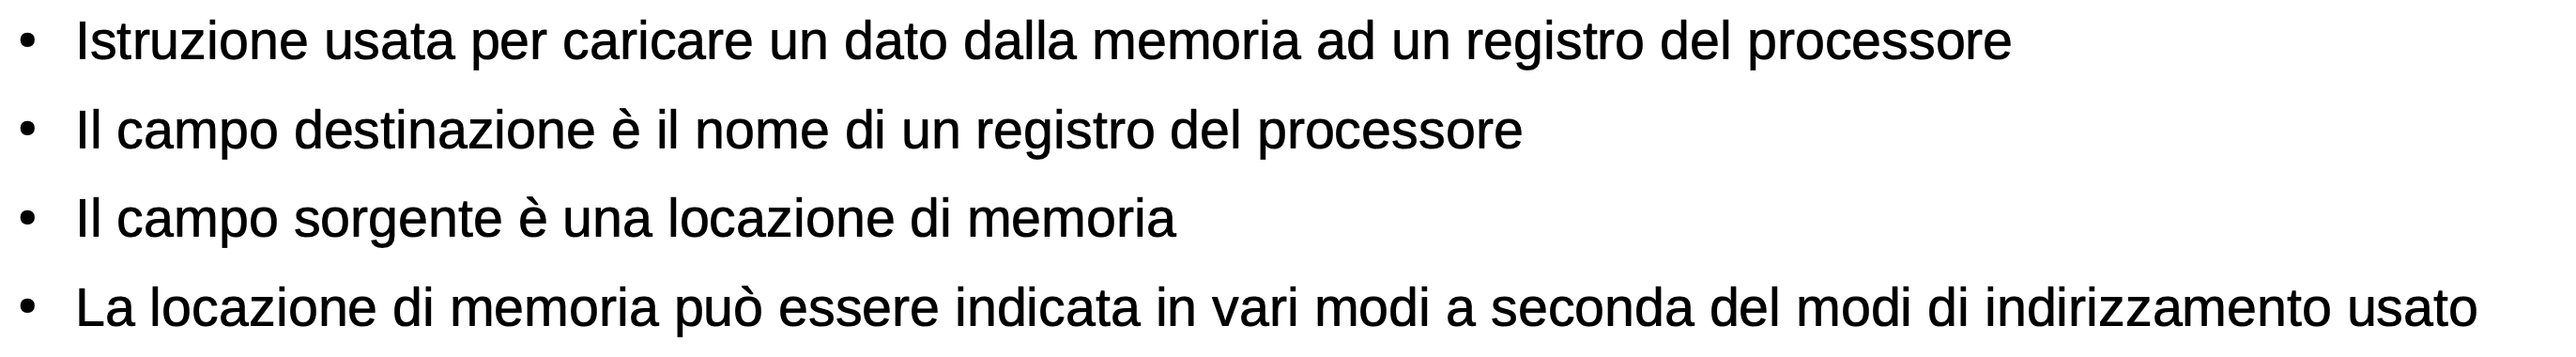 • Istruzione usata per caricare un dato dalla memoria ad un registro del processore
• Il campo destinazione è il nome di un registro del processore
• Il campo sorgente è una locazione di memoria
• La locazione di memoria può essere indicata in vari modi a seconda del modi di indirizzamento usato